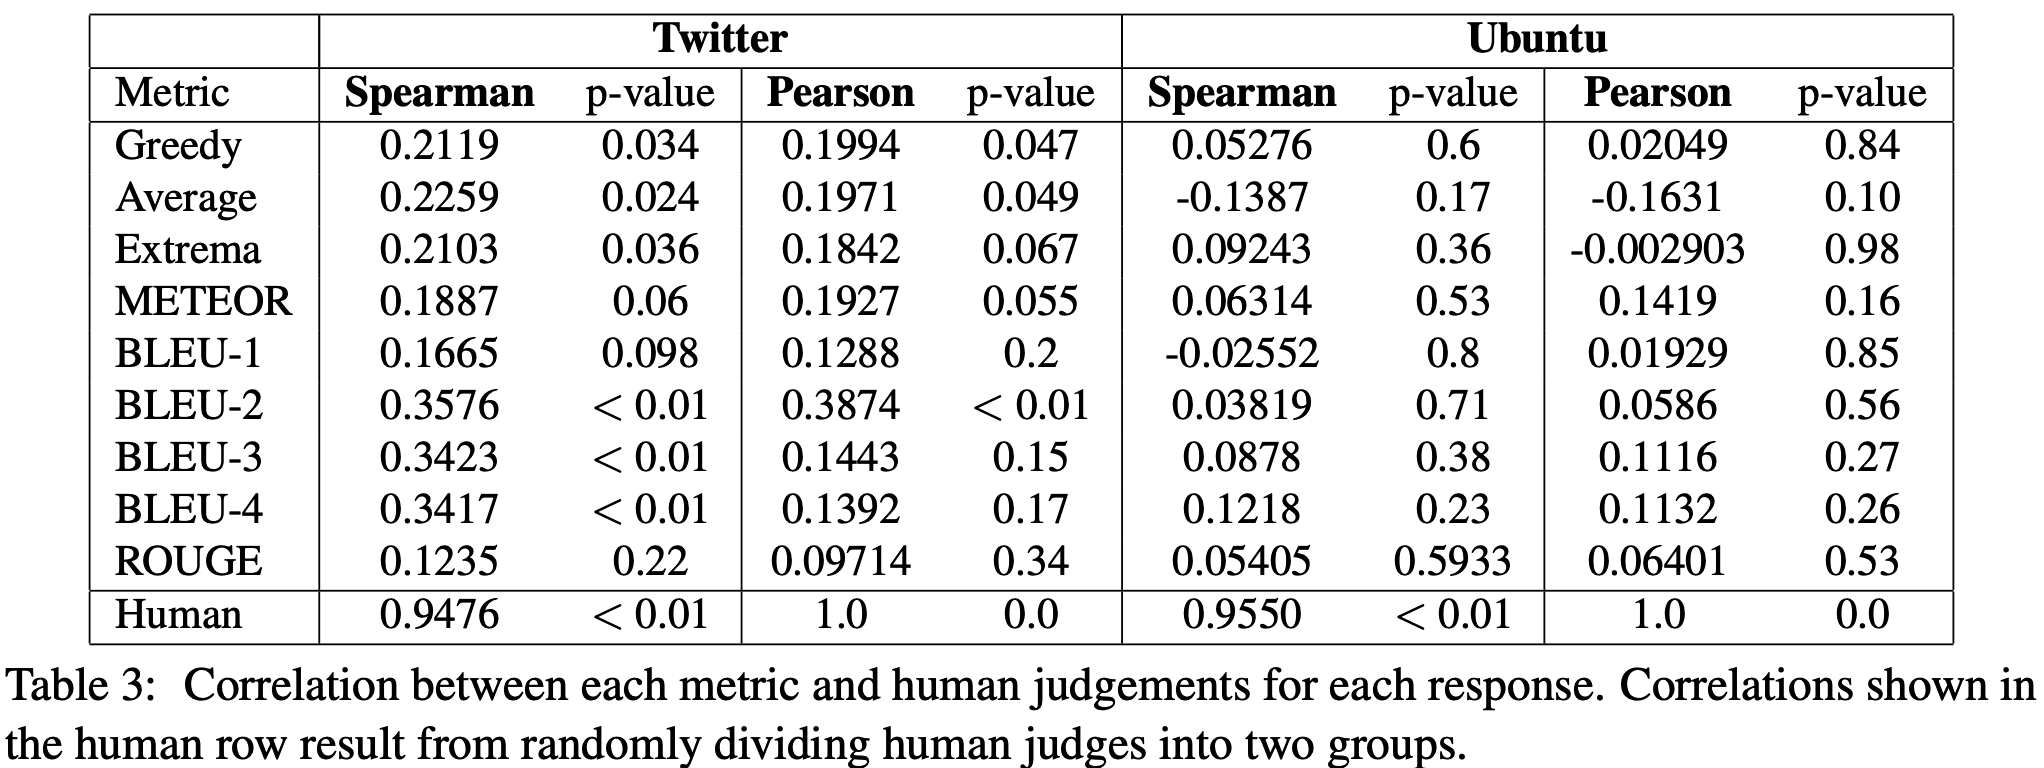 Twitter Ubuntu
Metric Spearman p-value Pearson p-value Spearman p-value Pearson p-value
Greedy 0.2119 0.034 0.1994 0.047 0.05276 0.6 0.02049 0.84
Average 0.2259 0.024 0.1971 0.049 -0.1387 0.17 -0.1631 0.10
Extrema 0.2103 0.036 0.1842 0.067 0.09243 0.36 -0.002903 0.98
METEOR 0.1887 0.06 0.1927 0.055 0.06314 0.53 0.1419 0.16
BLEU-1 0.1665 0.098 0.1288 0.2 -0.02552 0.8 0.01929 0.85
BLEU-2 0.3576 < 0.01 0.3874 < 0.01 0.03819 0.71 0.0586 0.56
BLEU-3 0.3423 < 0.01 0.1443 0.15 0.0878 0.38 0.1116 0.27
BLEU-4 0.3417 < 0.01 0.1392 0.17 0.1218 0.23 0.1132 0.26
ROUGE 0.1235 0.22 0.09714 0.34 0.05405 0.5933 0.06401 0.53
Human 0.9476 < 0.01 1.0 0.0 0.9550 < 0.01 1.0 0.0
Table 3: Correlation between each metric and human judgements for each response. Correlations shown in
the human row result from randomly dividing human judges into two groups.